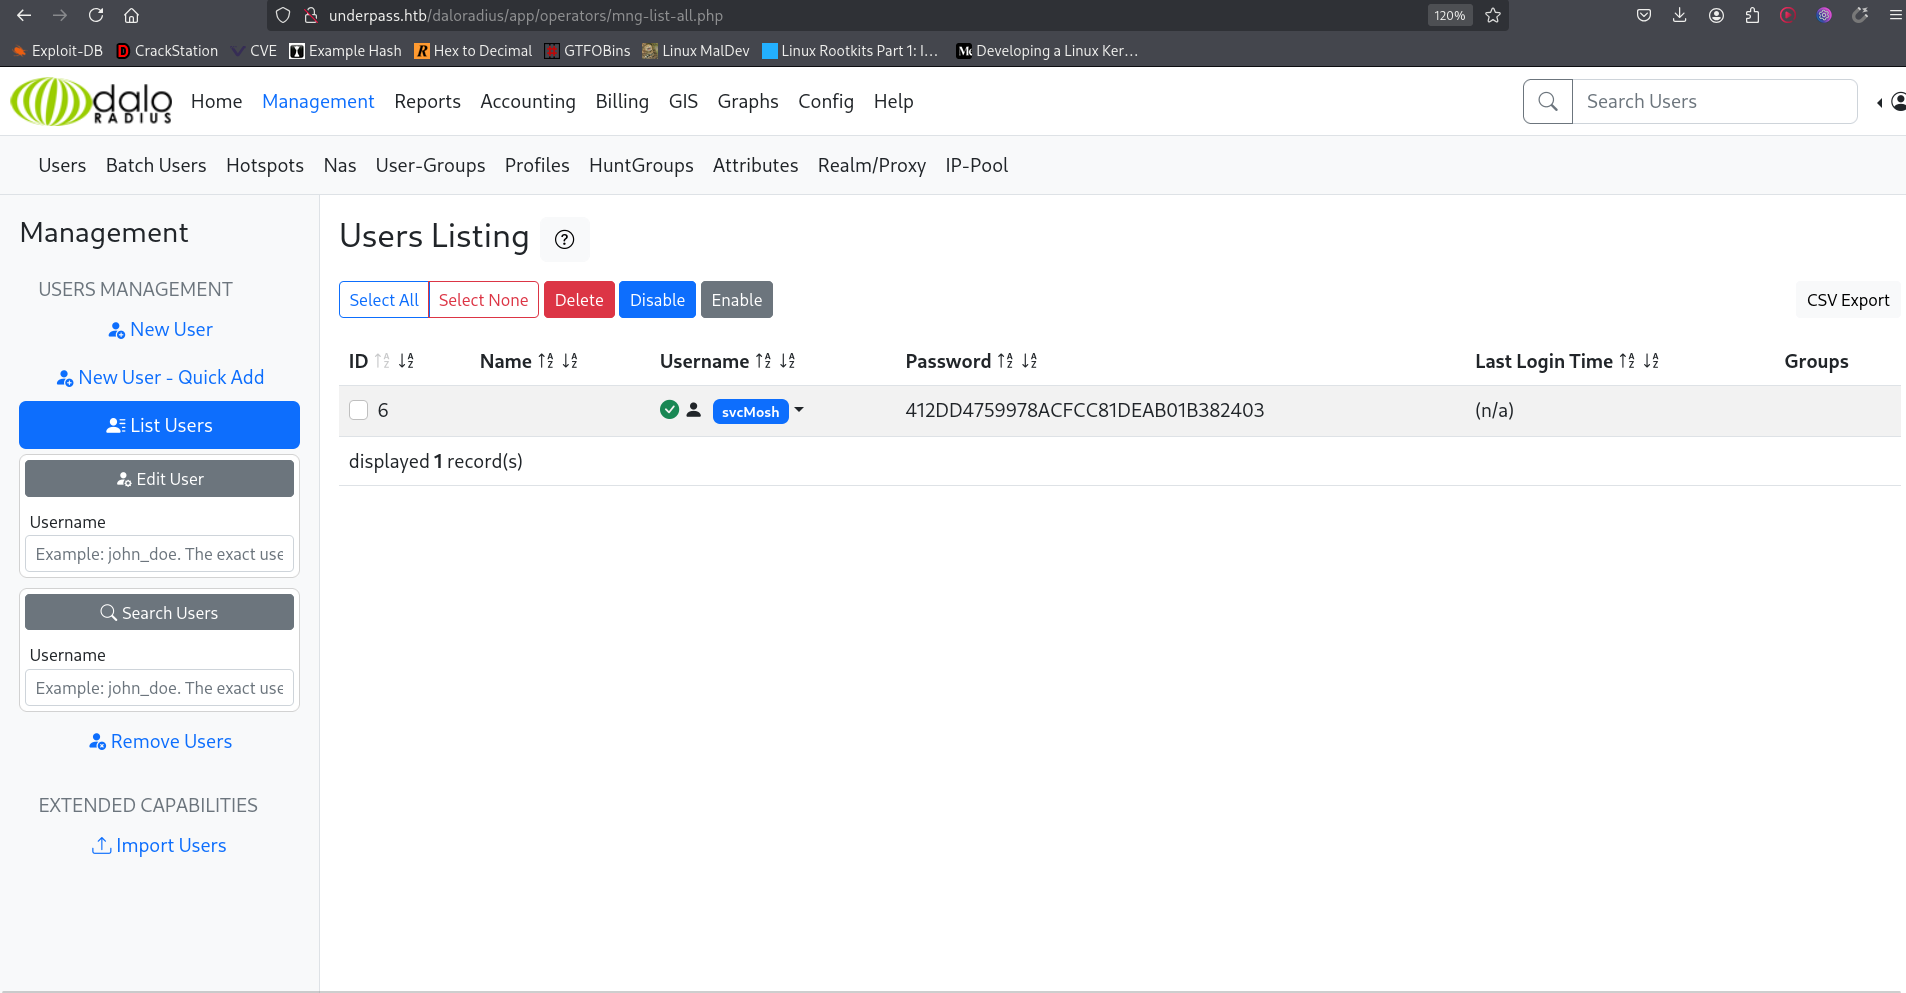 underpass.htb/daloradius/app/operators/mng-list-all.php 120%
Exploit-DB CrackStation CVE Example Hash Hex to Decimal GTFOBins Linux MalDev Linux Rootkits Part 1: I... Developing a Linux Ker...
dalo RADIUS Home Management Reports Accounting Billing GIS Graphs Config Help Search Users
Users Batch Users Hotspots Nas User-Groups Profiles HuntGroups Attributes Realm/Proxy IP-Pool
Management
USERS MANAGEMENT
New User
New User - Quick Add
List Users
Edit User
Username
Example: john_doe. The exact use
Search Users
Username
Example: john_doe. The exact use
Remove Users
EXTENDED CAPABILITIES
Import Users
Users Listing
Select All Select None Delete Disable Enable CSV Export
ID Name Username Password Last Login Time Groups
6 svcMosh 412DD4759978ACFCC81DEAB01B382403 (n/a)
displayed 1 record(s)